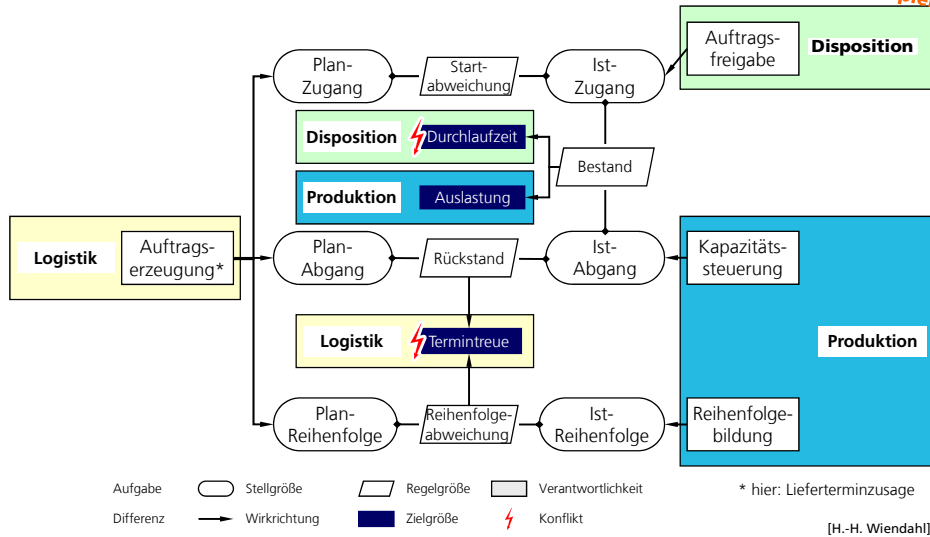 Auftrags-
freigabe
Disposition
Plan-
Zugang
Start-
abweichung
Ist-
Zugang
Disposition
Durchlaufzeit
Bestand
Produktion
Auslastung
Logistik
Auftrags-
erzeugung*
Plan-
Abgang
Rückstand
Ist-
Abgang
Kapazitäts-
steuerung
Logistik
Termintreue
Produktion
Plan-
Reihenfolge
Reihenfolge-
abweichung
Ist-
Reihenfolge
Reihenfolge-
bildung
Aufgabe
Stellgröße
Regelgröße
Verantwortlichkeit
* hier: Lieferterminzusage
Differenz
Wirkrichtung
Zielgröße
Konflikt
[H.-H. Wiendahl]